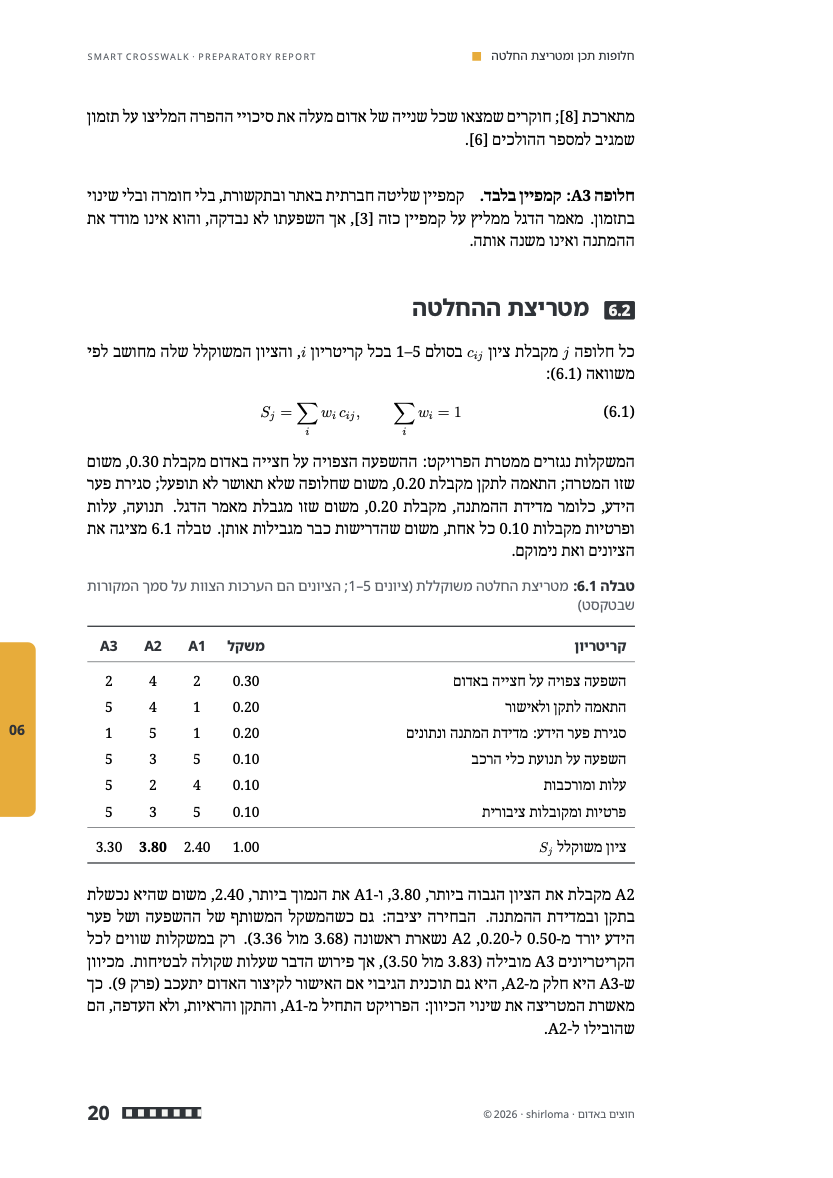 חלופות תכן ומטריצת החלטה
SMART CROSSWALK · PREPARATORY REPORT
מתארכת [8]; חוקרים שמצאו שכל שנייה של אדום מעלה את סיכויי ההפרה המליצו על תזמון
שמגיב למספר ההולכים [6].
חלופה A3: קמפיין בלבד. קמפיין שליטה חברתית באתר ובתקשורת, בלי חומרה ובלי שינוי
בתזמון. מאמר הדגל ממליץ על קמפיין כזה [3], אך השפעתו לא נבדקה, והוא אינו מודד את
ההמתנה ואינו משנה אותה.
6.2 מטריצת ההחלטה
כל חלופה j מקבלת ציון c_{ij} בסולם 1–5 בכל קריטריון i, והציון המשוקלל שלה מחושב לפי
משוואה (6.1):
S_j = ∑_i w_i c_{ij}, ∑_i w_i = 1 (6.1)
המשקלות נגזרים ממטרת הפרויקט: ההשפעה הצפויה על חצייה באדום מקבלת 0.30, משום
שזו המטרה; התאמה לתקן מקבלת 0.20, משום שחלופה שלא תאושר לא תופעל; סגירת פער
הידע, כלומר מדידת ההמתנה, מקבלת 0.20, משום שזו מגבלת מאמר הדגל. תנועה, עלות
ופרטיות מקבלות 0.10 כל אחת, משום שהדרישות כבר מגבילות אותן. טבלה 6.1 מציגה את
הציונים ואת נימוקם.
טבלה 6.1: מטריצת החלטה משוקללת (ציונים 1–5; הציונים הם הערכות הצוות על סמך המקורות
שבטקסט)
קריטריון משקל A1 A2 A3
השפעה צפויה על חצייה באדום 0.30 2 4 2
התאמה לתקן ולאישור 0.20 1 4 5
סגירת פער הידע: מדידת המתנה ונתונים 0.20 1 5 1
השפעה על תנועת כלי הרכב 0.10 5 3 5
עלות ומורכבות 0.10 4 2 5
פרטיות ומקובלות ציבורית 0.10 5 3 5
ציון משוקלל S_j 1.00 2.40 3.80 3.30
A2 מקבלת את הציון הגבוה ביותר, 3.80, ו-A1 את הנמוך ביותר, 2.40, משום שהיא נכשלת
בתקן ובמדידת ההמתנה. הבחירה יציבה: גם כשהמשקל המשותף של ההשפעה ושל פער
הידע יורד מ-0.50 ל-0.20, A2 נשארת ראשונה (3.68 מול 3.36). רק במשקלות שווים לכל
הקריטריונים A3 מובילה (3.83 מול 3.50), אך פירוש הדבר שעלות שקולה לבטיחות. מכיוון
ש-A3 היא חלק מ-A2, היא גם תוכנית הגיבוי אם האישור לקיצור האדום יתעכב (פרק 9). כך
מאשרת המטריצה את שינוי הכיוון: הפרויקט התחיל מ-A1, והתקן והראיות, ולא העדפה, הם
שהובילו ל-A2.
06
חוצים באדום · shirloma · 2026 ©
20